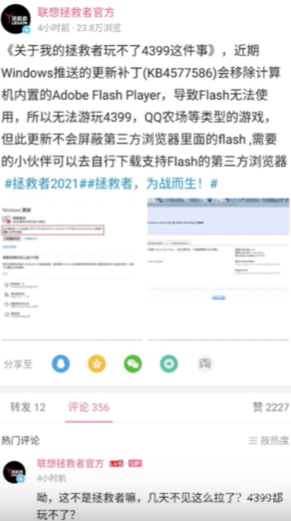 联想拯救者官方
4小时前 · 23.8万浏览
《关于我的拯救者玩不了4399这件事》，近期
Windows推送的更新补丁(KB4577586)会移除计算
机内置的Adobe Flash Player，导致Flash无法使
用，所以无法游玩4399，QQ农场等类型的游戏，
但此更新不会屏蔽第三方浏览器里面的flash ,需要
的小伙伴可以去自行下载支持Flash的第三方浏览器
#拯救者2021##拯救者，为战而生！#
分享至
转发 12
评论 356
赞 2227
热门评论
按热度
联想拯救者官方 LV6 UP
4小时前
呦，这不是拯救者嘛，几天不见这么拉了？4399都
玩不了？